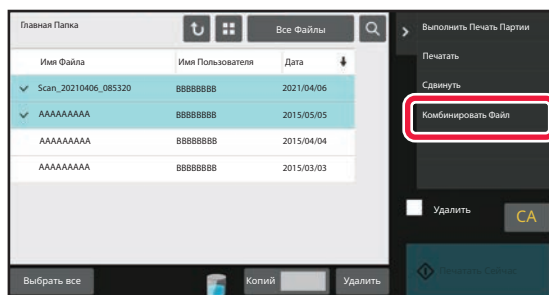 Главная Папка
Все Файлы
Имя Файла Имя Пользователя Дата
Scan_20210406_085320 BBBBBBBB 2021/04/06
AAAAAAAAA BBBBBBBB 2015/05/05
AAAAAAAAA BBBBBBBB 2015/04/04
AAAAAAAAA BBBBBBBB 2015/03/03
Выбрать все
Копий
Удалить
Выполнить Печать Партии
Печатать
Сдвинуть
Комбинировать Файл
Удалить
CA
Печатать Сейчас